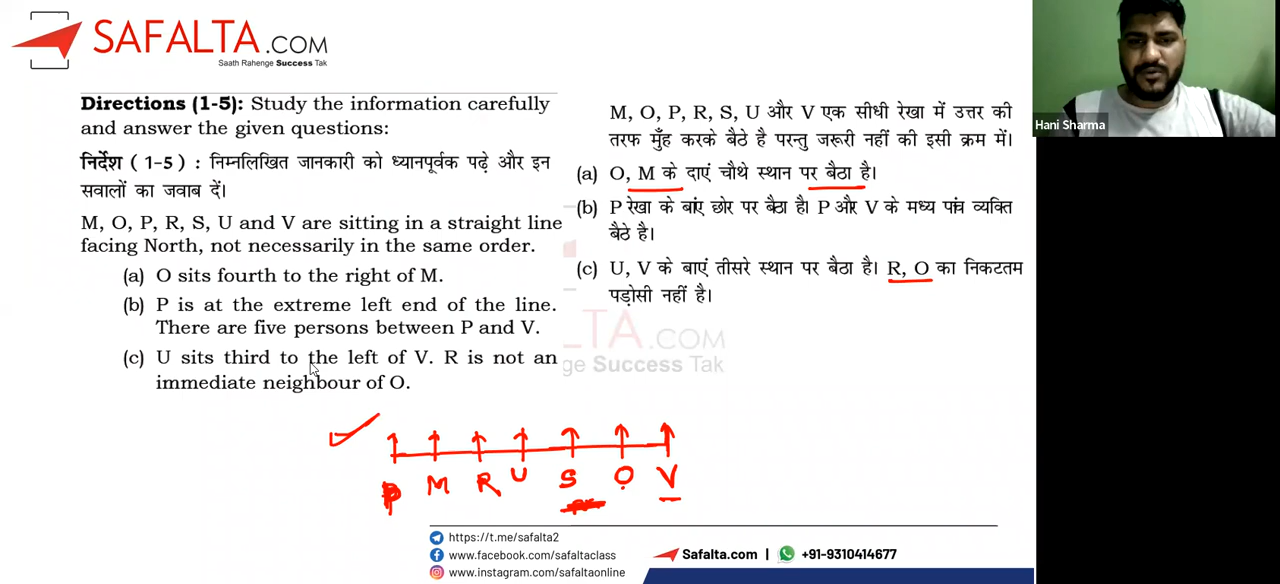 SAFALTA.COM
Saath Rahenge Success Tak
Directions (1-5): Study the information carefully
and answer the given questions:
निर्देश (1-5) : निम्नलिखित जानकारी को ध्यानपूर्वक पढ़े और इन
सवालों का जवाब दें।
M, O, P, R, S, U and V are sitting in a straight line
facing North, not necessarily in the same order.
(a) O sits fourth to the right of M.
(b) P is at the extreme left end of the line.
There are five persons between P and V.
(c) U sits third to the left of V. R is not an
immediate neighbour of O.
M, O, P, R, S, U और V एक सीधी रेखा में उत्तर की
तरफ मुँह करके बैठे है परन्तु जरूरी नहीं की इसी क्रम में।
(a) O, M के दाएं चौथे स्थान पर बैठा है।
(b) P रेखा के बांए छोर पर बैठा है। P और V के मध्य पांच व्यक्ति
बैठे है।
(c) U, V के बाएं तीसरे स्थान पर बैठा है। R, O का निकटतम
पड़ोसी नहीं है।
LTA.COM
ge Success Tak
P M R U S O V
https://t.me/safalta2
www.facebook.com/safaltaclass
www.instagram.com/safaltaonline
Safalta.com | +91-9310414677
Hani Sharma